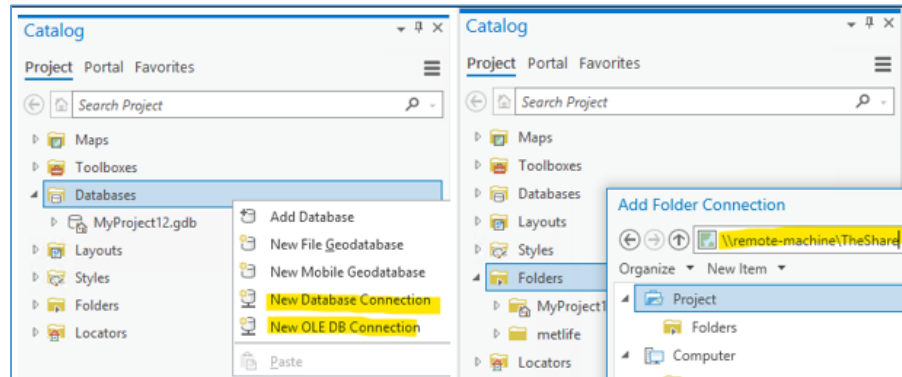 Catalog
Project Portal Favorites
Search Project
Maps
Toolboxes
Databases
MyProject12.gdb
Layouts
Styles
Folders
Locators
Add Database
New File Geodatabase
New Mobile Geodatabase
New Database Connection
New OLE DB Connection
Paste
Catalog
Project Portal Favorites
Search Project
Maps
Toolboxes
Databases
Layouts
Styles
Folders
MyProject1
metlife
Locators
Add Folder Connection
\\remote-machine\TheShare
Organize New Item
Project
Folders
Computer